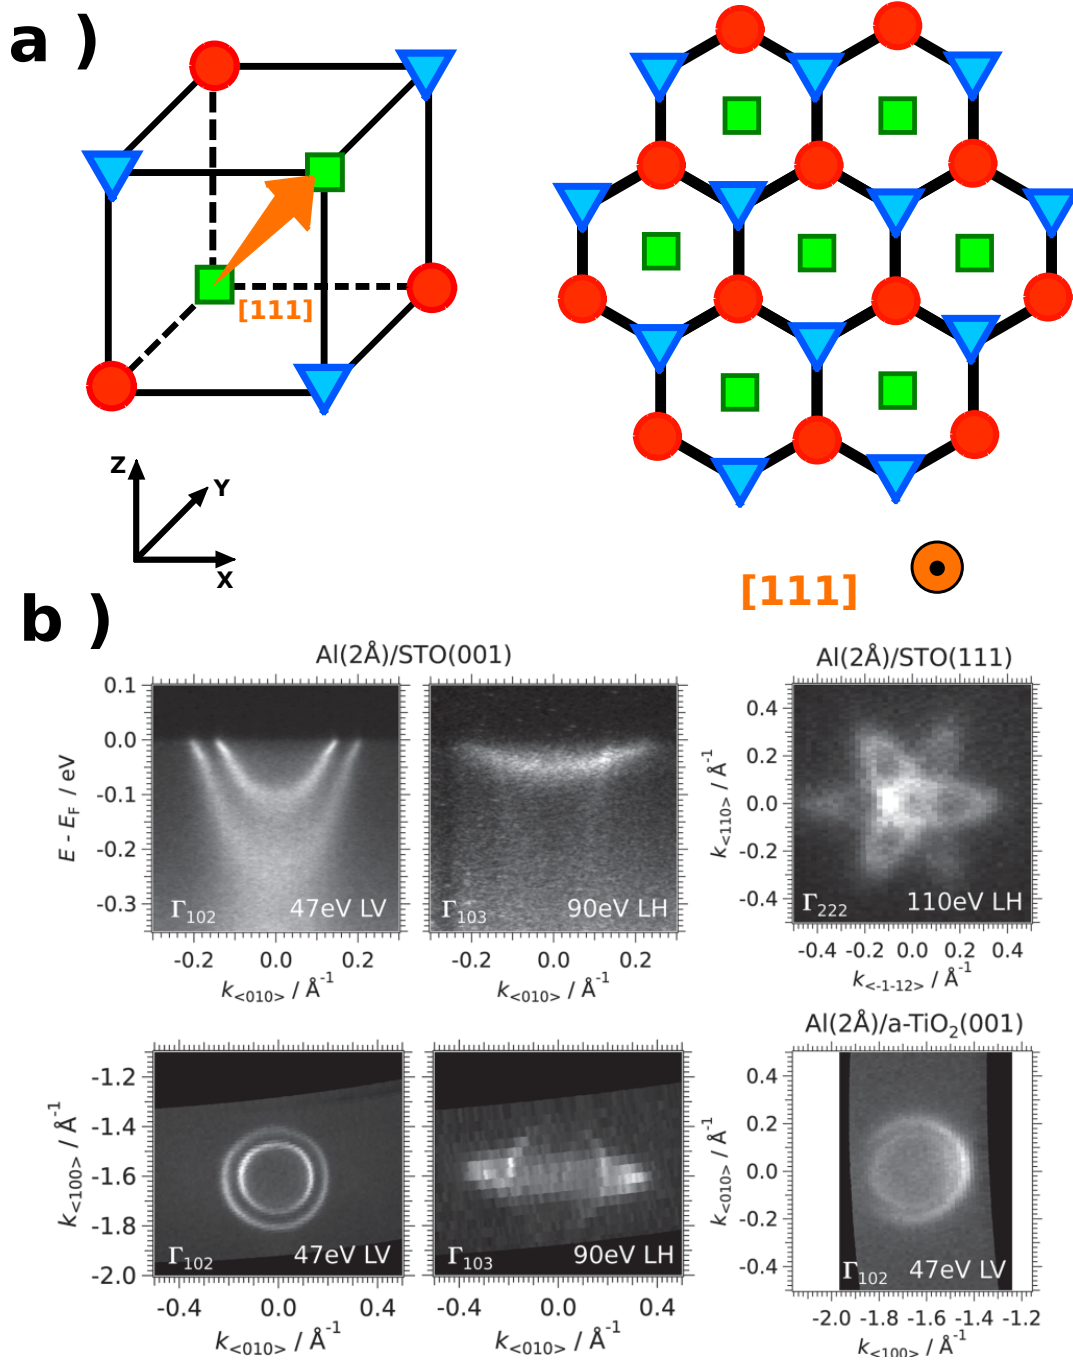 a )
[111]
Z
Y
X
[111]
b )
Al(2Å)/STO(001)
Al(2Å)/STO(111)
0.1
0.0
-0.1
-0.2
-0.3
E - E_F / eV
Γ₁₀₂ 47eV LV
-0.2 0.0 0.2
k<010> / Å⁻¹
Γ₁₀₃ 90eV LH
-0.2 0.0 0.2
k<010> / Å⁻¹
0.4
0.2
0.0
-0.2
-0.4
k<110> / Å⁻¹
Γ₂₂₂ 110eV LH
-0.4 -0.2 0.0 0.2 0.4
k<-1-12> / Å⁻¹
Al(2Å)/a-TiO₂(001)
-1.2
-1.4
-1.6
-1.8
-2.0
k<100> / Å⁻¹
Γ₁₀₂ 47eV LV
-0.4 0.0 0.4
k<010> / Å⁻¹
Γ₁₀₃ 90eV LH
-0.4 0.0 0.4
k<010> / Å⁻¹
0.4
0.2
0.0
-0.2
-0.4
k<010> / Å⁻¹
Γ₁₀₂ 47eV LV
-2.0 -1.8 -1.6 -1.4 -1.2
k<100> / Å⁻¹